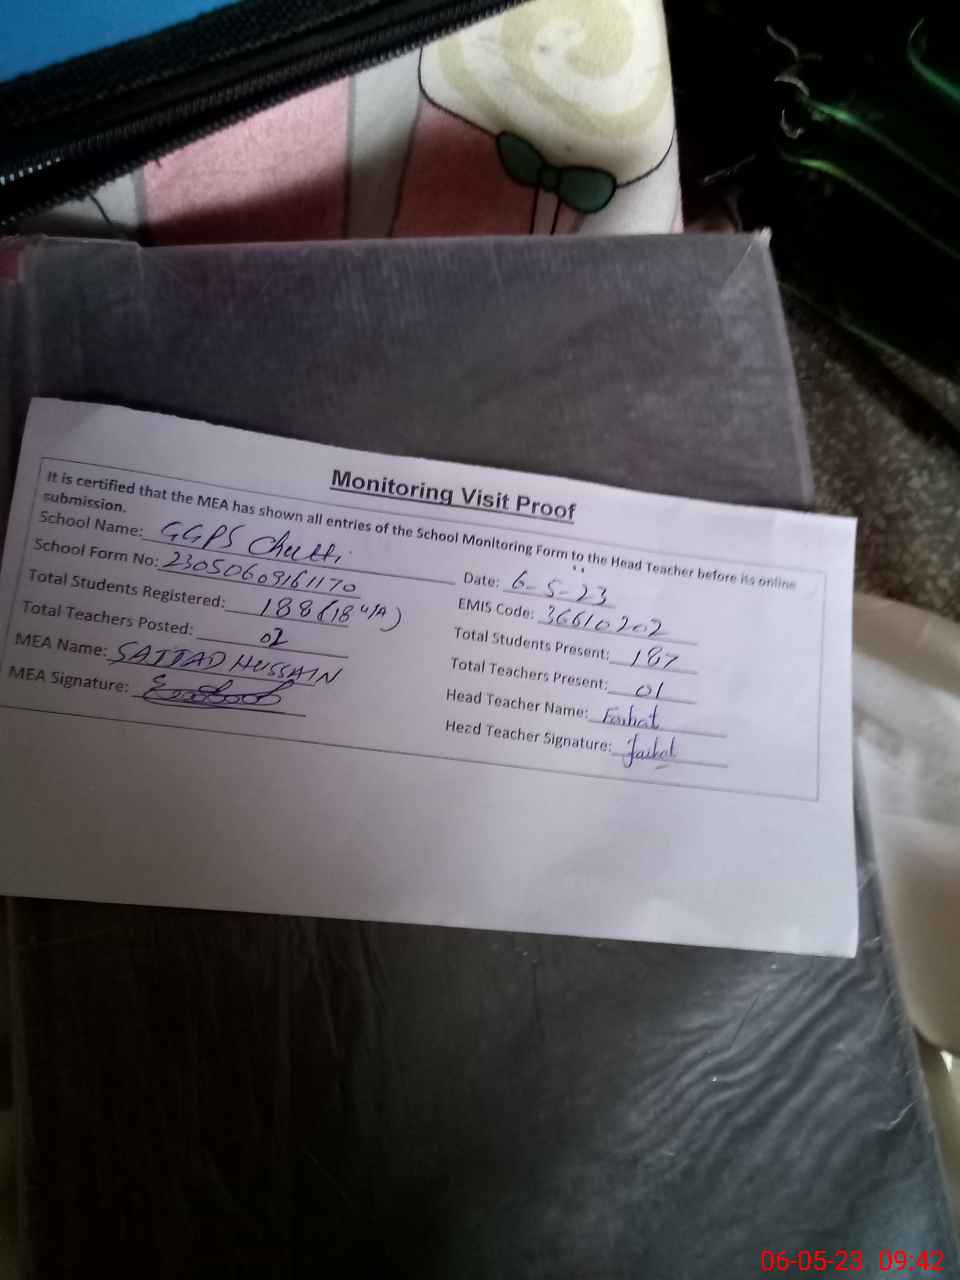 Monitoring Visit Proof
It is certified that the MEA has shown all entries of the School Monitoring Form to the Head Teacher before its online
submission.
School Name: GGPS Chutti
Date: 6-5-23
School Form No: 23050609161170
EMIS Code: 36610202
Total Students Registered: 188 (18 U/A)
Total Students Present: 187
Total Teachers Posted: 02
Total Teachers Present: 01
MEA Name: SAJJAD HUSSAIN
Head Teacher Name: Farhat
MEA Signature:
Head Teacher Signature: Farhat
06-05-23 09:42